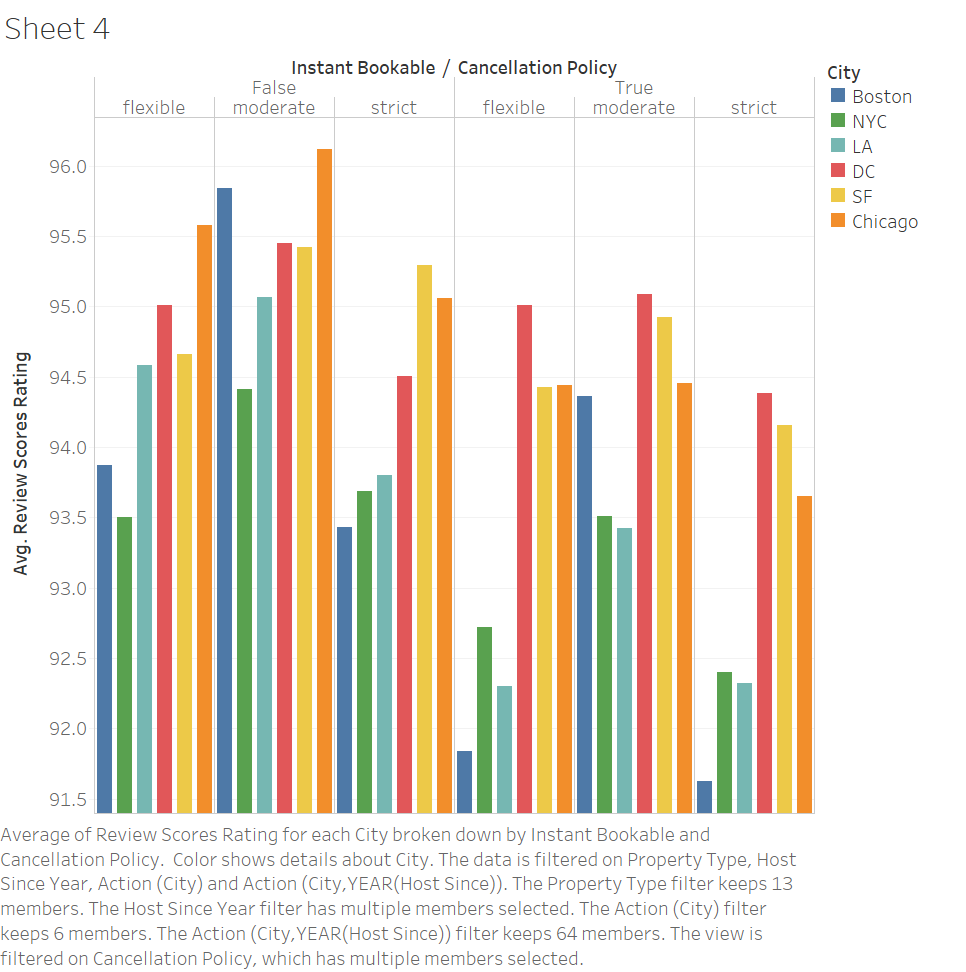 Sheet 4
Instant Bookable / Cancellation Policy
City
False
True
flexible
moderate
strict
flexible
moderate
strict
Boston
NYC
LA
DC
SF
Chicago
96.0
95.5
95.0
94.5
94.0
93.5
93.0
92.5
92.0
91.5
Avg. Review Scores Rating
Average of Review Scores Rating for each City broken down by Instant Bookable and
Cancellation Policy.  Color shows details about City. The data is filtered on Property Type, Host
Since Year, Action (City) and Action (City,YEAR(Host Since)). The Property Type filter keeps 13
members. The Host Since Year filter has multiple members selected. The Action (City) filter
keeps 6 members. The Action (City,YEAR(Host Since)) filter keeps 64 members. The view is
filtered on Cancellation Policy, which has multiple members selected.